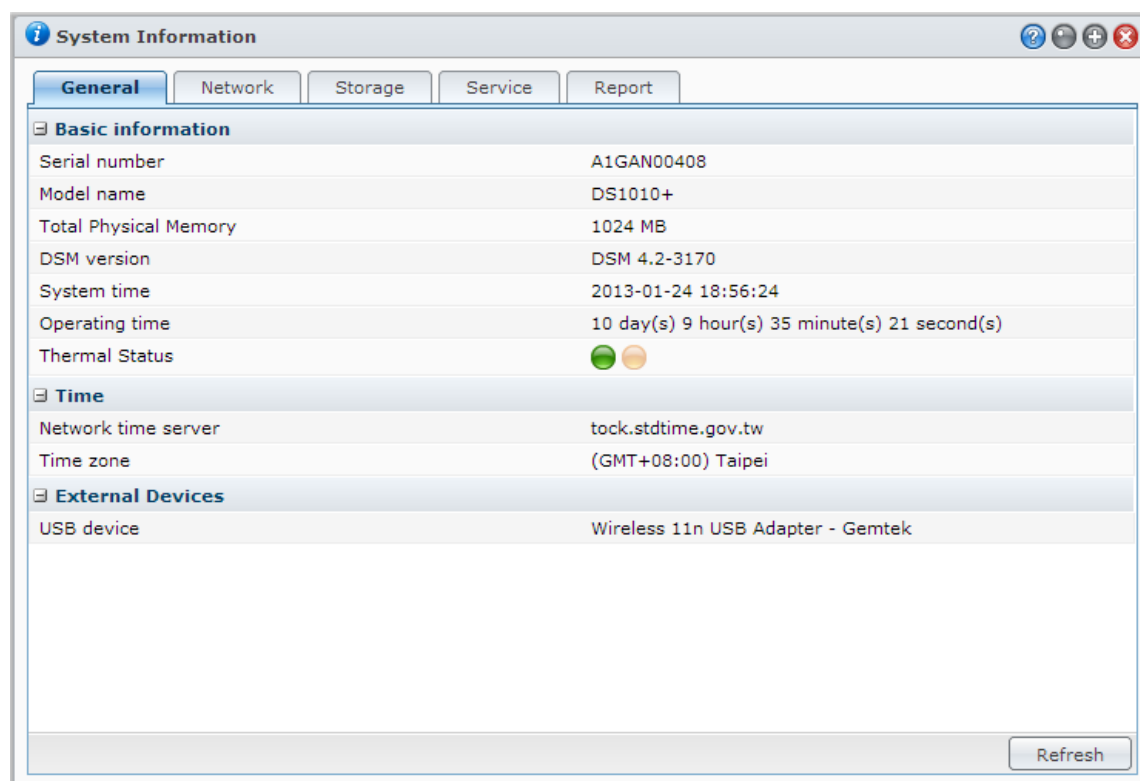 System Information
General Network Storage Service Report
Basic information
Serial number A1GAN00408
Model name DS1010+
Total Physical Memory 1024 MB
DSM version DSM 4.2-3170
System time 2013-01-24 18:56:24
Operating time 10 day(s) 9 hour(s) 35 minute(s) 21 second(s)
Thermal Status
Time
Network time server tock.stdtime.gov.tw
Time zone (GMT+08:00) Taipei
External Devices
USB device Wireless 11n USB Adapter - Gemtek
Refresh